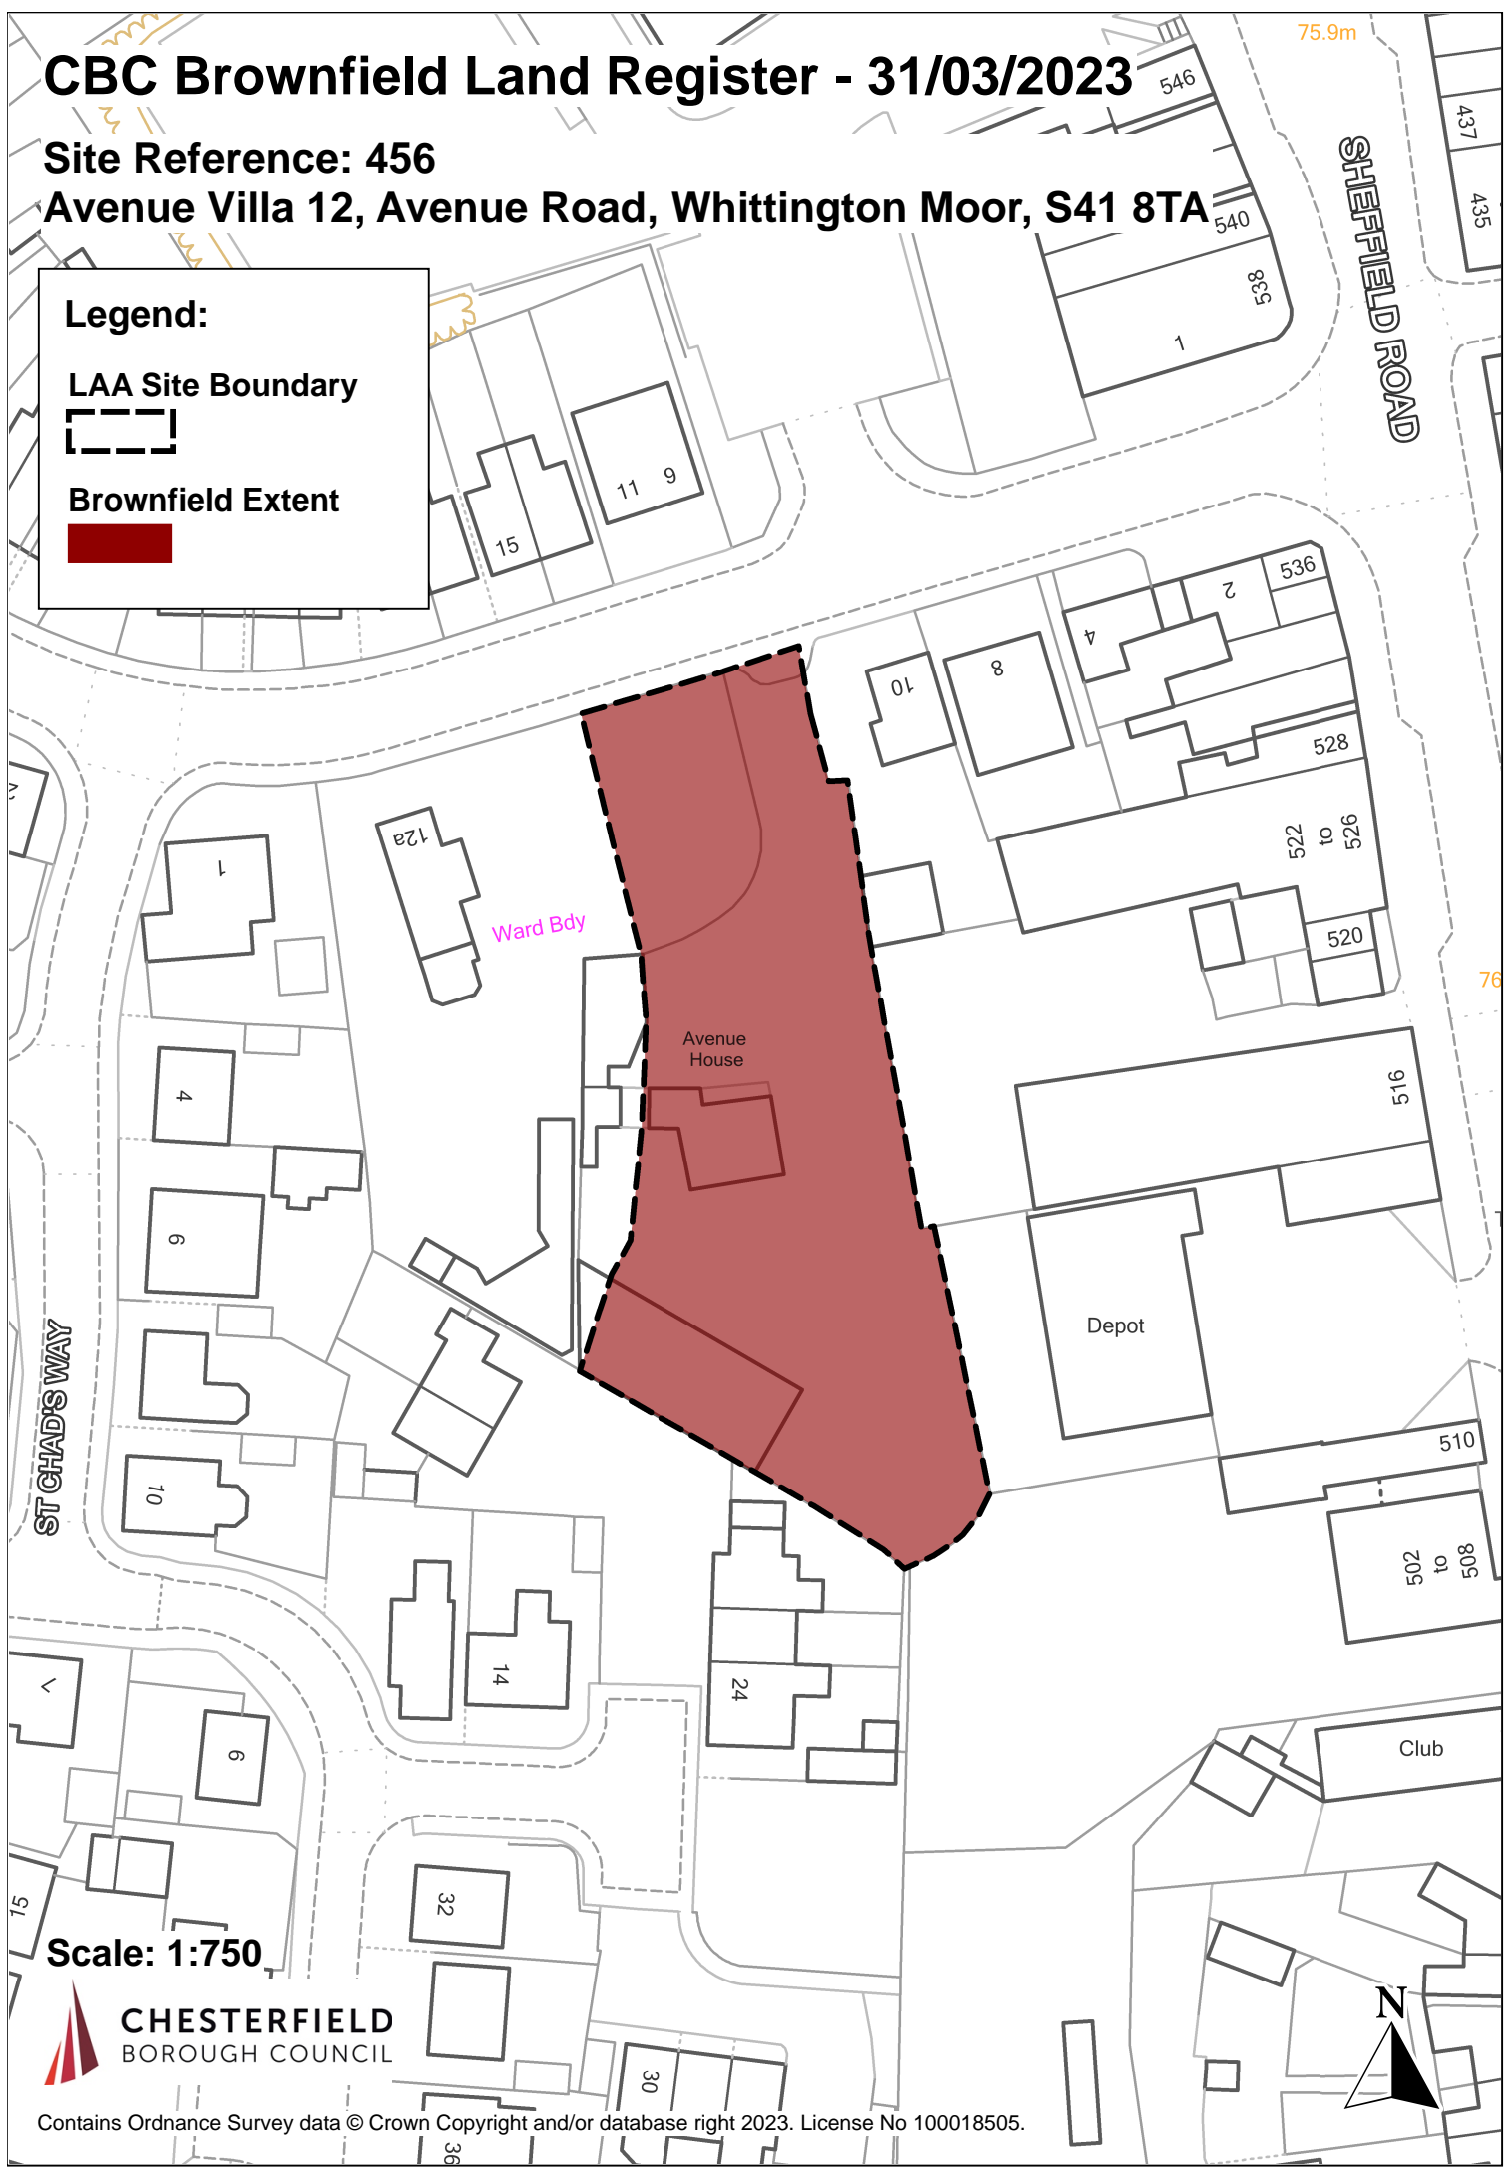 CBC Brownfield Land Register - 31/03/2023
Site Reference: 456
Avenue Villa 12, Avenue Road, Whittington Moor, S41 8TA
Legend:
LAA Site Boundary
Brownfield Extent
75.9m
546
437
435
540
538
1
SHEFFIELD ROAD
11 9
15
536
2
4
8
10
528
522
to
526
520
76
12a
1
Ward Bdy
Avenue
House
4
516
6
Depot
ST CHAD'S WAY
10
510
502
to
508
14
24
7
6
Club
15
32
Scale: 1:750
CHESTERFIELD
BOROUGH COUNCIL
N
30
36
Contains Ordnance Survey data © Crown Copyright and/or database right 2023. License No 100018505.